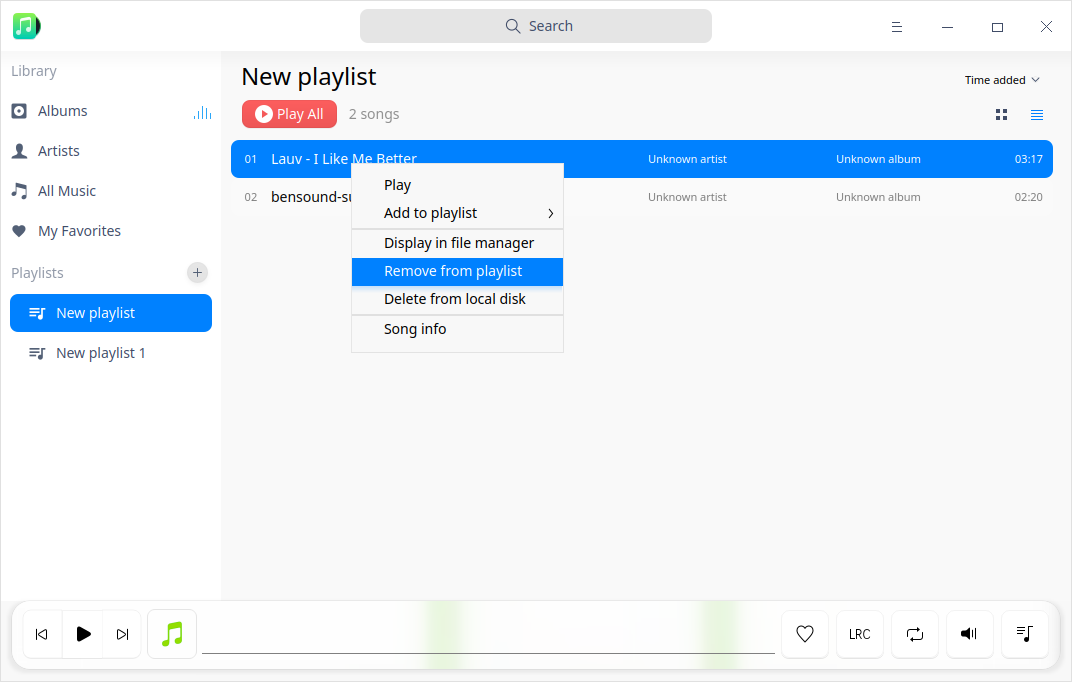 Search
Library
Albums
Artists
All Music
My Favorites
Playlists
New playlist
New playlist 1
New playlist
Time added
Play All 2 songs
01 Lauv - I Like Me Better Unknown artist Unknown album 03:17
02 Unknown artist Unknown album 02:20
Play
Add to playlist
Display in file manager
Remove from playlist
Delete from local disk
Song info
LRC